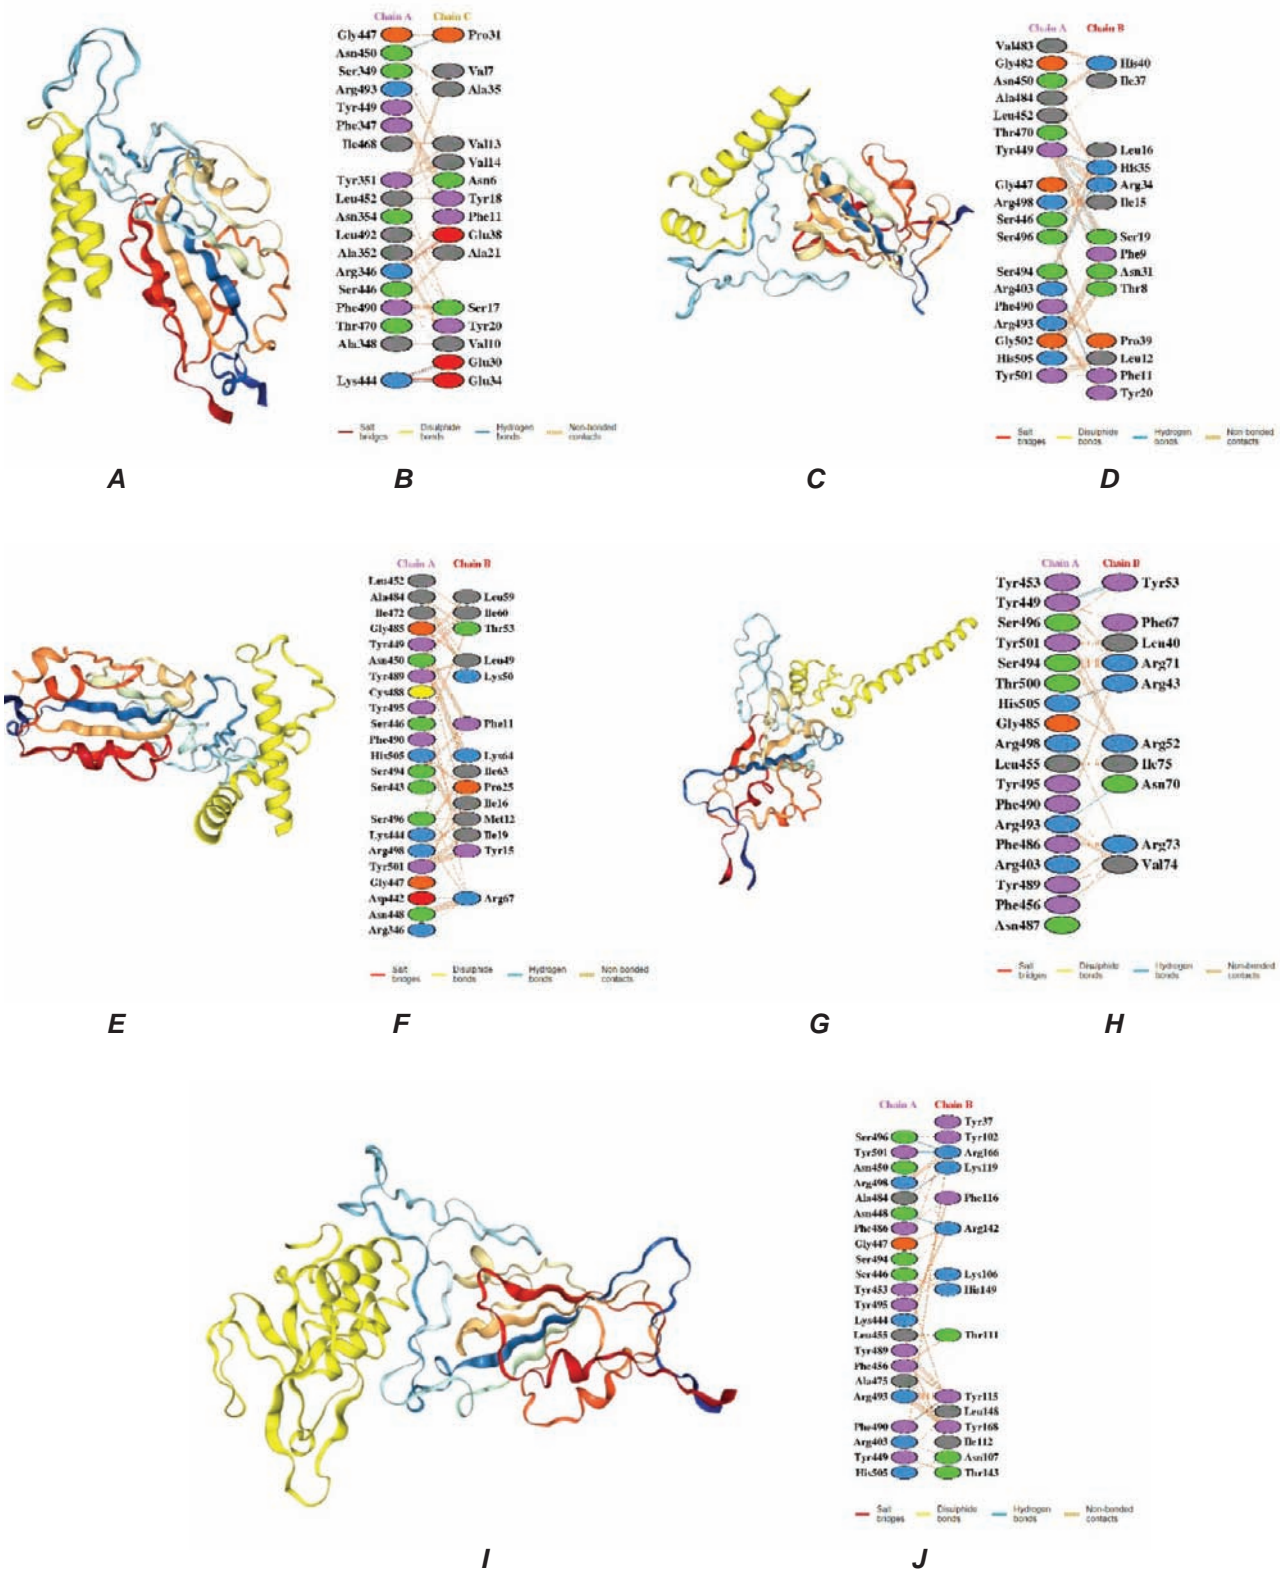 Chain A Chain C
Gly447 Pro31
Asn450
Ser349 Val7
Arg493 Ala35
Tyr449
Phe347
Ile468 Val13
Val14
Tyr351 Asn6
Leu452 Tyr18
Asn354 Phe11
Leu492 Glu38
Ala352 Ala21
Arg346
Ser446
Phe490 Ser17
Thr470 Tyr20
Ala348 Val10
Glu30
Lys444 Glu34
Salt bridges Disulphide bonds Hydrogen bonds Non-bonded contacts
Chain A Chain B
Val483
Gly482 His40
Asn450 Ile37
Ala484
Leu452
Thr470
Tyr449 Leu16
His35
Gly447 Arg34
Arg498 Ile15
Ser446
Ser496 Ser19
Phe9
Ser494 Asn31
Arg403 Thr8
Phe490
Arg493
Gly502 Pro39
His505 Leu12
Tyr501 Phe11
Tyr20
Salt bridges Disulphide bonds Hydrogen bonds Non-bonded contacts
A B C D
Chain A Chain B
Leu452
Ala484 Leu59
Ile472 Ile60
Gly485 Thr53
Tyr449
Asn450 Leu49
Tyr489 Lys50
Cys488
Tyr495
Ser446 Phe11
Phe490
His505 Lys64
Ser494 Ile63
Ser443 Pro25
Ile16
Ser496 Met12
Lys444 Ile19
Arg498 Tyr15
Tyr501
Gly447
Asp442 Arg67
Asn448
Arg346
Salt bridges Disulphide bonds Hydrogen bonds Non-bonded contacts
Chain A Chain B
Tyr453 Tyr53
Tyr449
Ser496 Phe67
Tyr501 Leu40
Ser494 Arg71
Thr500 Arg43
His505
Gly485
Arg498 Arg52
Leu455 Ile75
Tyr495 Asn70
Phe490
Arg493
Phe486 Arg73
Arg403 Val74
Tyr489
Phe456
Asn487
Salt bridges Disulphide bonds Hydrogen bonds Non-bonded contacts
E F G H
Chain A Chain B
Tyr37
Ser496 Tyr102
Tyr501 Arg166
Asn450 Lys119
Arg498
Ala484 Phe116
Asn448
Phe486 Arg142
Gly447
Ser494
Ser446 Lys106
Tyr453 His149
Tyr495
Lys444
Leu455 Thr111
Tyr489
Phe456
Ala475
Arg493 Tyr115
Leu148
Phe490 Tyr168
Arg403 Ile112
Tyr449 Asn107
His505 Thr143
Salt bridges Disulphide bonds Hydrogen bonds Non-bonded contacts
I J